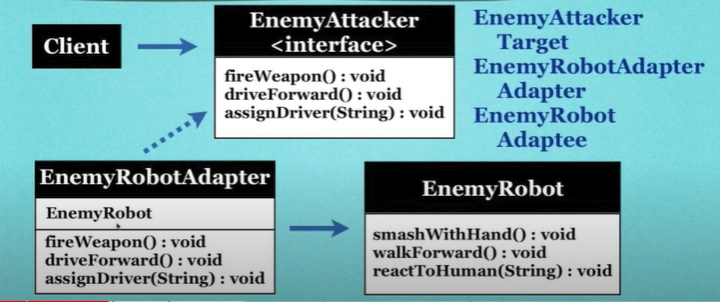 Client
EnemyAttacker
<interface>
fireWeapon() : void
driveForward() : void
assignDriver(String) : void
EnemyAttacker
Target
EnemyRobotAdapter
Adapter
EnemyRobot
Adaptee
EnemyRobotAdapter
EnemyRobot
fireWeapon() : void
driveForward() : void
assignDriver(String) : void
EnemyRobot
smashWithHand() : void
walkForward() : void
reactToHuman(String) : void